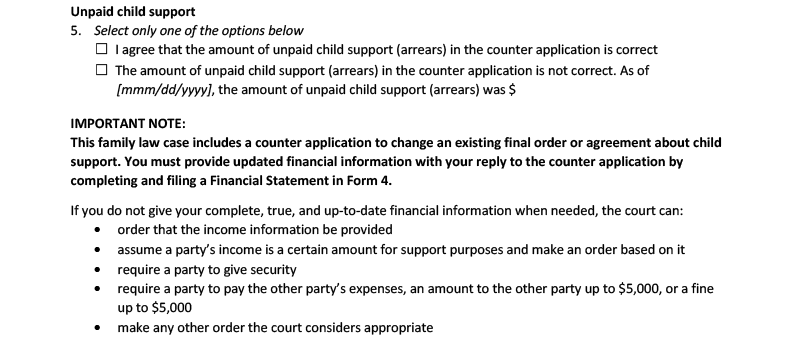 Unpaid child support
5. Select only one of the options below
☐ I agree that the amount of unpaid child support (arrears) in the counter application is correct
☐ The amount of unpaid child support (arrears) in the counter application is not correct. As of
[mmm/dd/yyyy], the amount of unpaid child support (arrears) was $
IMPORTANT NOTE:
This family law case includes a counter application to change an existing final order or agreement about child
support. You must provide updated financial information with your reply to the counter application by
completing and filing a Financial Statement in Form 4.
If you do not give your complete, true, and up-to-date financial information when needed, the court can:
• order that the income information be provided
• assume a party's income is a certain amount for support purposes and make an order based on it
• require a party to give security
• require a party to pay the other party's expenses, an amount to the other party up to $5,000, or a fine
up to $5,000
• make any other order the court considers appropriate